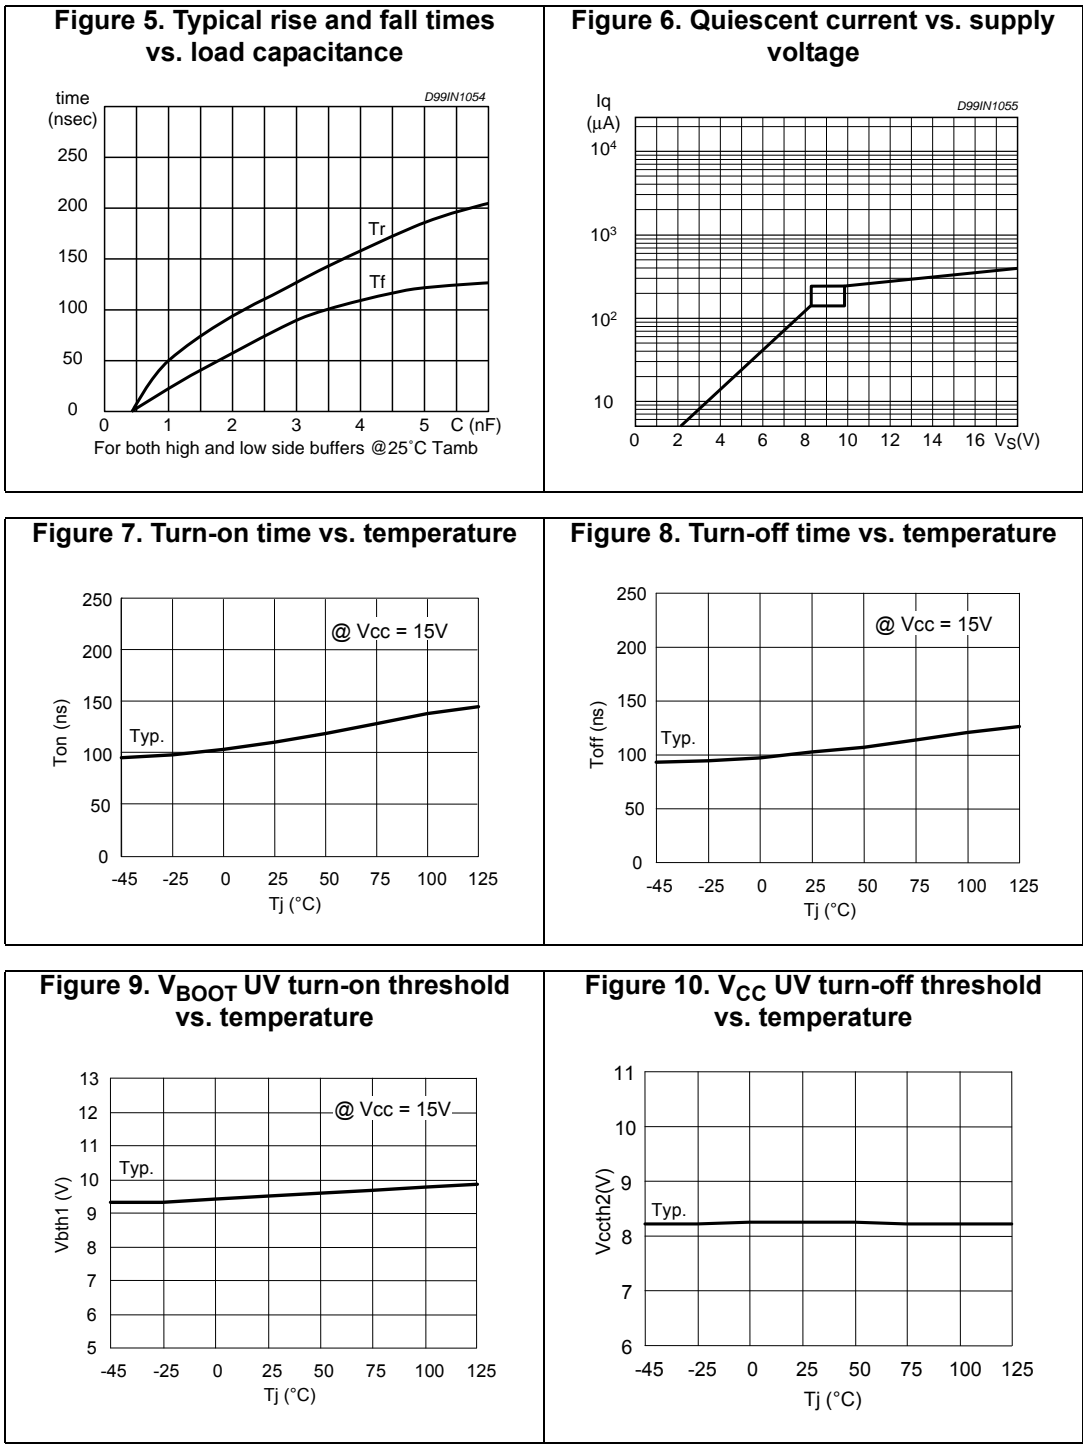 Figure 5. Typical rise and fall times
vs. load capacitance
time
(nsec)
D99IN1054
250
200
150
100
50
0
Tr
Tf
0 1 2 3 4 5 C (nF)
For both high and low side buffers @25˚C Tamb
Figure 6. Quiescent current vs. supply
voltage
Iq
(μA)
D99IN1055
10⁴
10³
10²
10
0 2 4 6 8 10 12 14 16 VS(V)
Figure 7. Turn-on time vs. temperature
@ Vcc = 15V
Ton (ns)
250
200
150
100
50
0
Typ.
-45 -25 0 25 50 75 100 125
Tj (°C)
Figure 8. Turn-off time vs. temperature
@ Vcc = 15V
Toff (ns)
250
200
150
100
50
0
Typ.
-45 -25 0 25 50 75 100 125
Tj (°C)
Figure 9. VBOOT UV turn-on threshold
vs. temperature
@ Vcc = 15V
Vbth1 (V)
13
12
11
10
9
8
7
6
5
Typ.
-45 -25 0 25 50 75 100 125
Tj (°C)
Figure 10. VCC UV turn-off threshold
vs. temperature
Vccth2(V)
11
10
9
8
7
6
Typ.
-45 -25 0 25 50 75 100 125
Tj (°C)